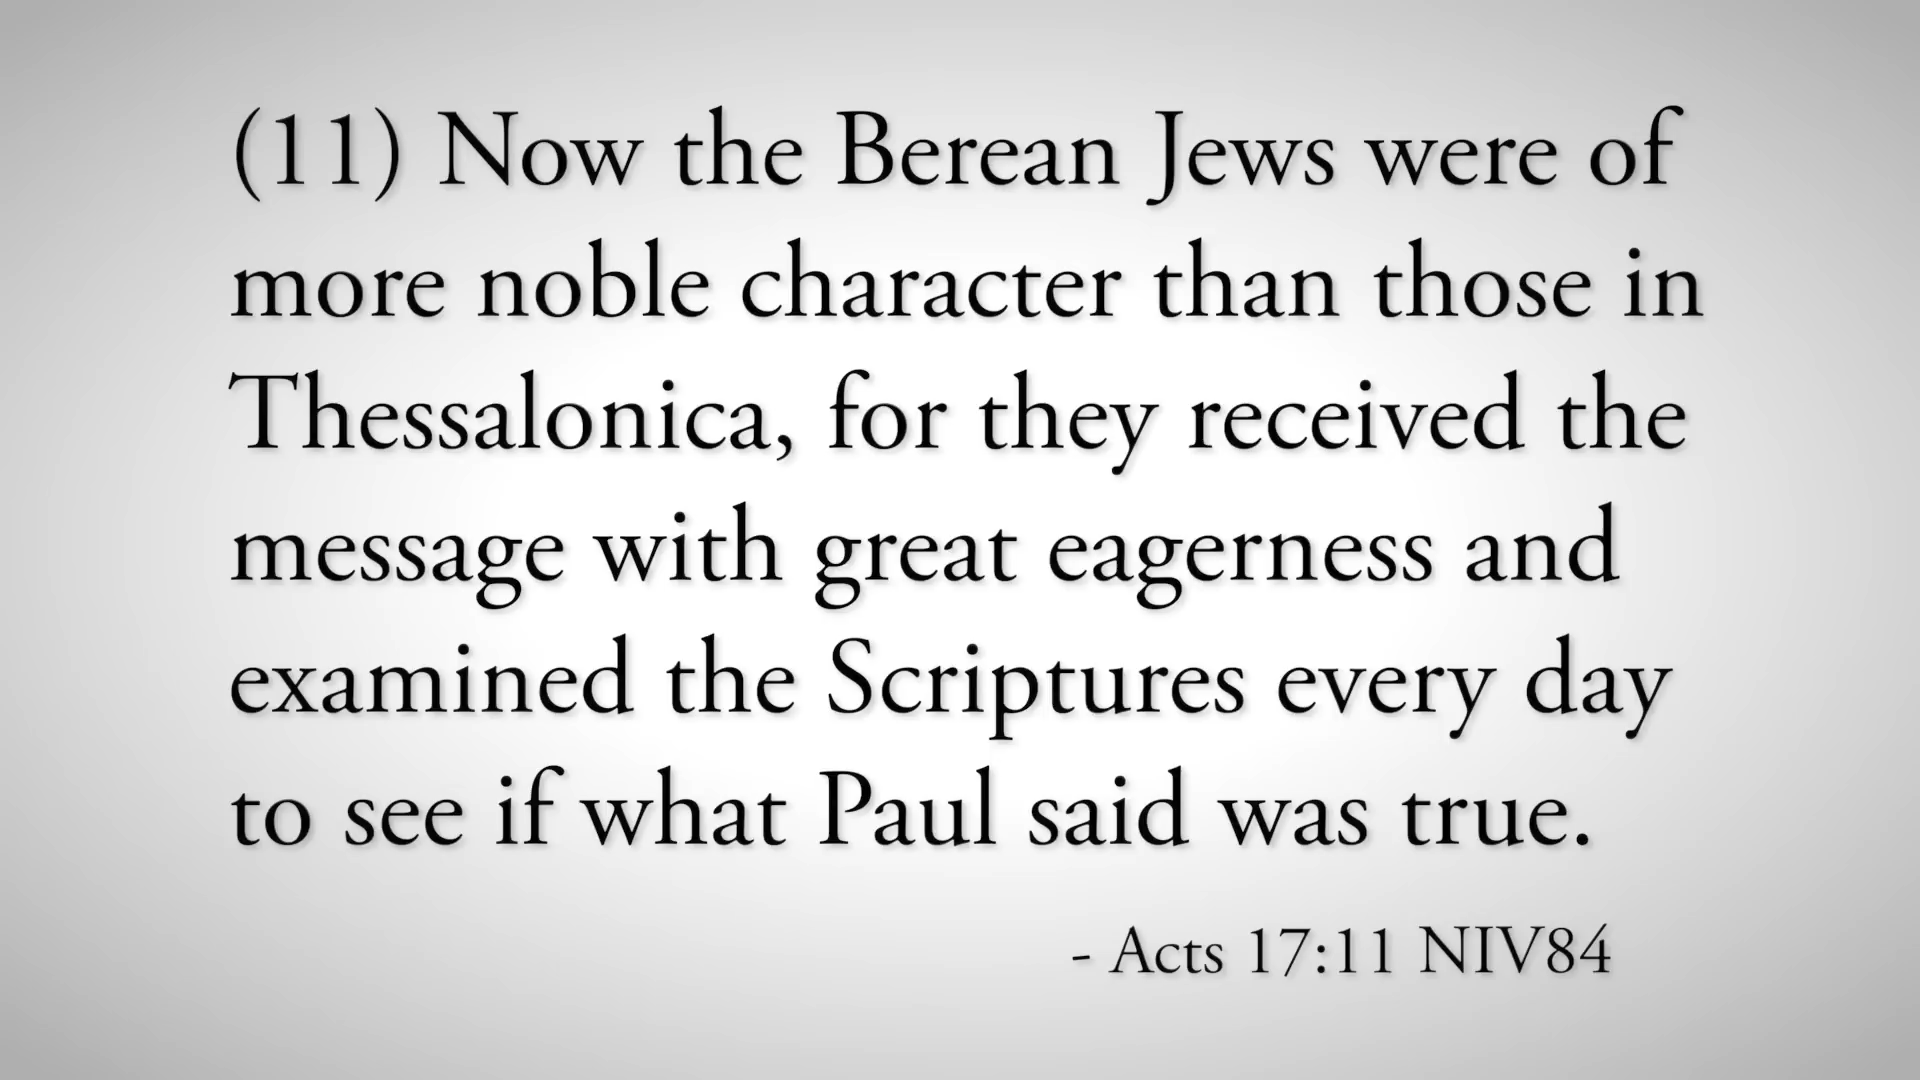 (11) Now the Berean Jews were of
more noble character than those in
Thessalonica, for they received the
message with great eagerness and
examined the Scriptures every day
to see if what Paul said was true.
- Acts 17:11 NIV84